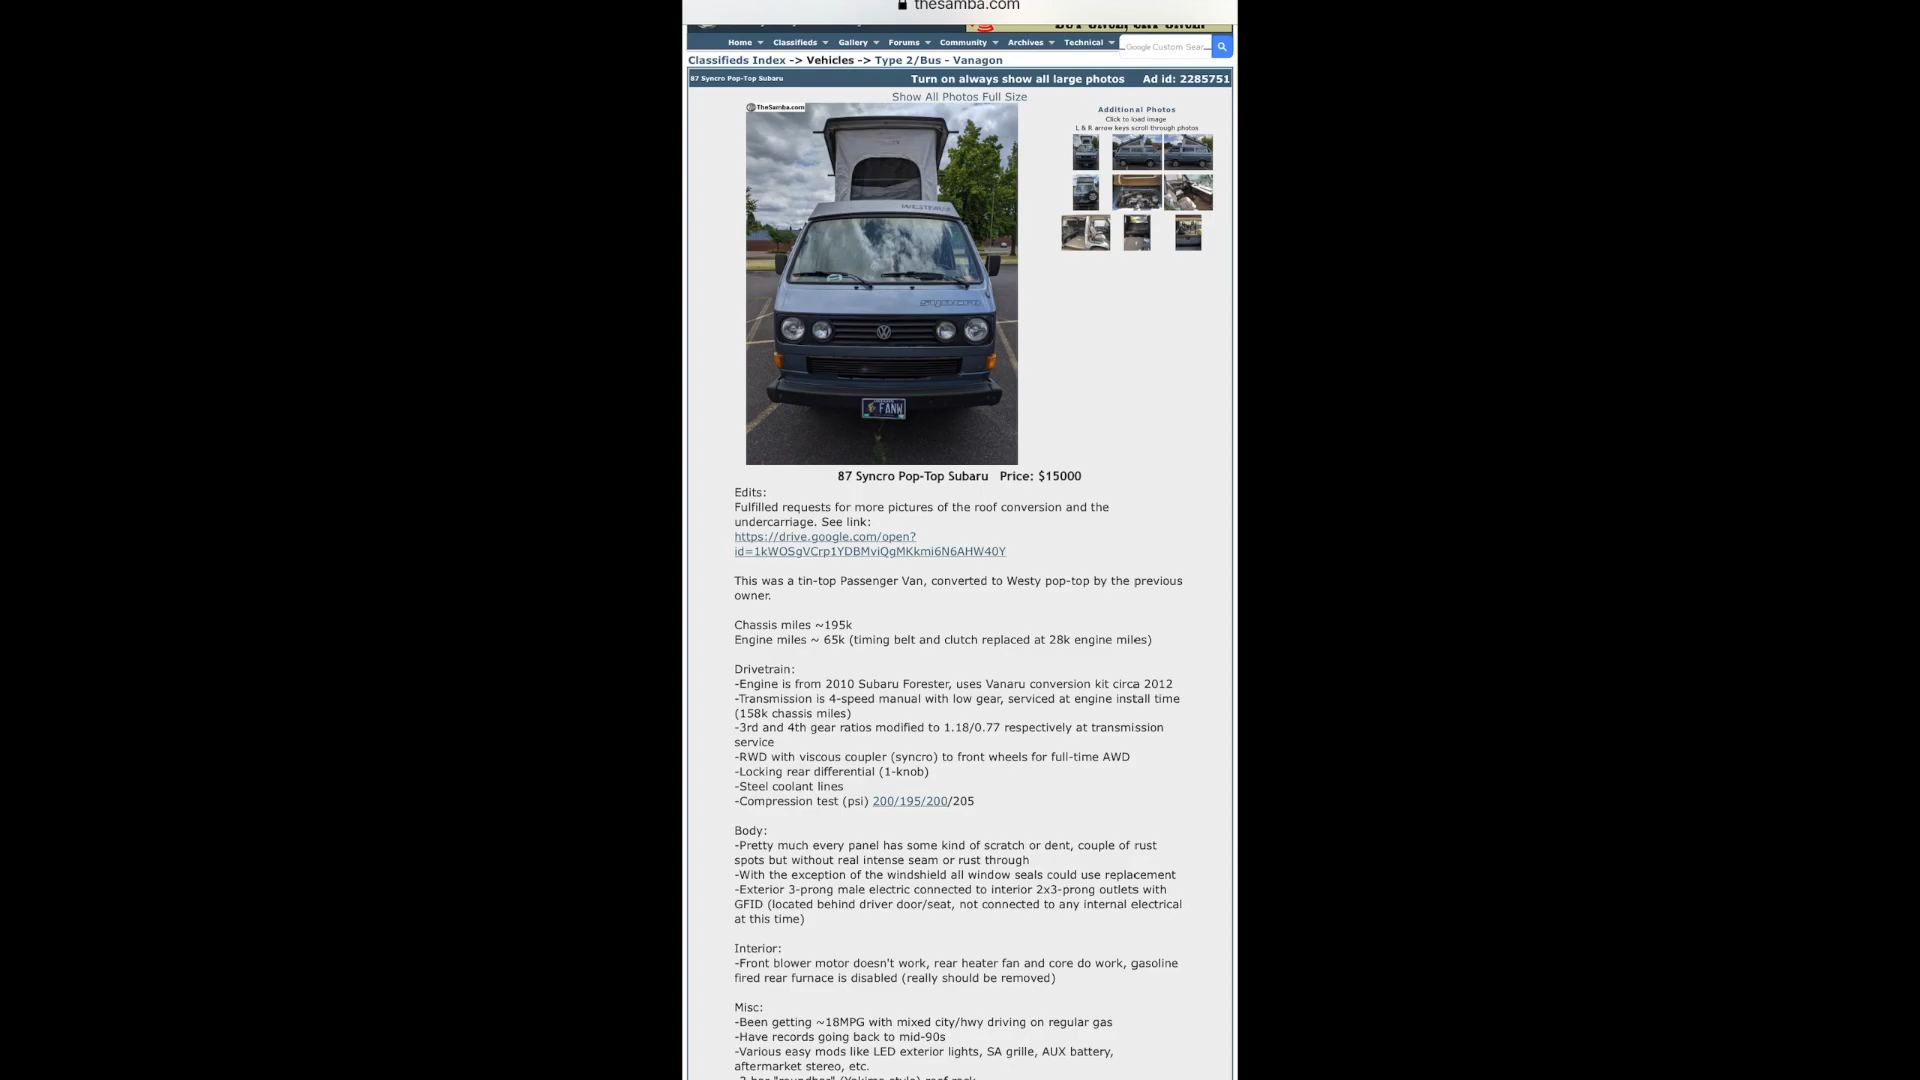 thesamba.com
Home Classifieds Gallery Forums Community Archives Technical Google Custom Sear...
Classifieds Index -> Vehicles -> Type 2/Bus - Vanagon
87 Syncro Pop-Top Subaru Turn on always show all large photos Ad id: 2285751
Show All Photos Full Size
TheSamba.com
Additional Photos
Click to load image
L & R arrow keys scroll through photos
WESTFALIA
syncro
FANW
87 Syncro Pop-Top Subaru Price: $15000
Edits:
Fulfilled requests for more pictures of the roof conversion and the
undercarriage. See link:
https://drive.google.com/open?
id=1kWOSgVCrp1YDBMviQgMKkmi6N6AHW40Y
This was a tin-top Passenger Van, converted to Westy pop-top by the previous
owner.
Chassis miles ~195k
Engine miles ~ 65k (timing belt and clutch replaced at 28k engine miles)
Drivetrain:
-Engine is from 2010 Subaru Forester, uses Vanaru conversion kit circa 2012
-Transmission is 4-speed manual with low gear, serviced at engine install time
(158k chassis miles)
-3rd and 4th gear ratios modified to 1.18/0.77 respectively at transmission
service
-RWD with viscous coupler (syncro) to front wheels for full-time AWD
-Locking rear differential (1-knob)
-Steel coolant lines
-Compression test (psi) 200/195/200/205
Body:
-Pretty much every panel has some kind of scratch or dent, couple of rust
spots but without real intense seam or rust through
-With the exception of the windshield all window seals could use replacement
-Exterior 3-prong male electric connected to interior 2x3-prong outlets with
GFID (located behind driver door/seat, not connected to any internal electrical
at this time)
Interior:
-Front blower motor doesn't work, rear heater fan and core do work, gasoline
fired rear furnace is disabled (really should be removed)
Misc:
-Been getting ~18MPG with mixed city/hwy driving on regular gas
-Have records going back to mid-90s
-Various easy mods like LED exterior lights, SA grille, AUX battery,
aftermarket stereo, etc.